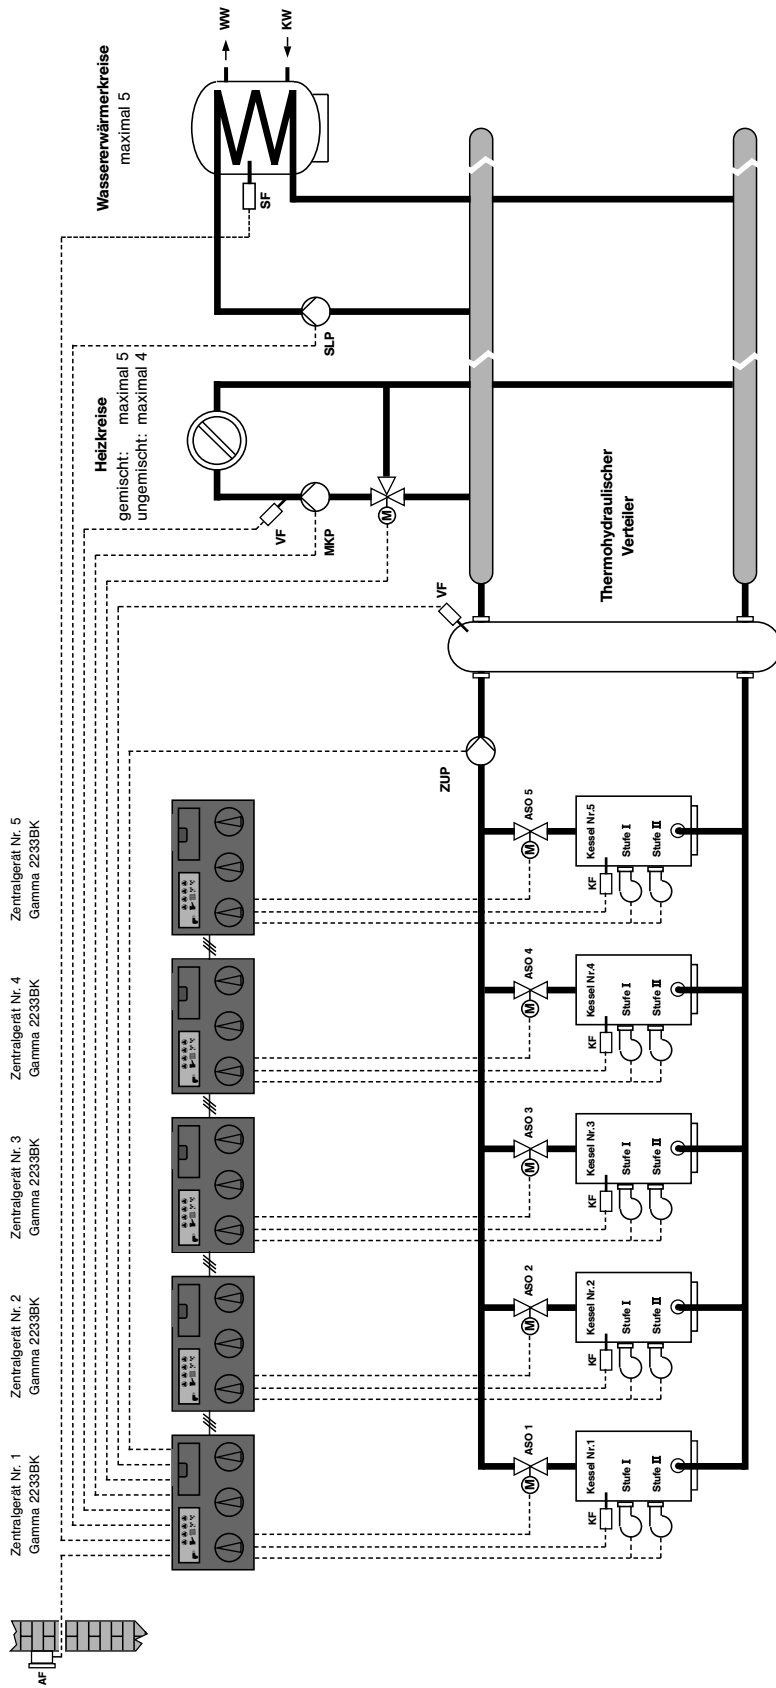 Zentralgerät Nr. 1
Gamma 2233BK
Zentralgerät Nr. 2
Gamma 2233BK
Zentralgerät Nr. 3
Gamma 2233BK
Zentralgerät Nr. 4
Gamma 2233BK
Zentralgerät Nr. 5
Gamma 2233BK
Wassererwärmerkreise
maximal 5
WW
KW
SF
SLP
Heizkreise
gemischt: maximal 5
ungemischt: maximal 4
VF
MKP
M
VF
ZUP
Thermohydraulischer
Verteiler
AF
ASO 1
M
KF
Kessel Nr.1
Stufe I
Stufe II
ASO 2
M
KF
Kessel Nr.2
Stufe I
Stufe II
ASO 3
M
KF
Kessel Nr.3
Stufe I
Stufe II
ASO 4
M
KF
Kessel Nr.4
Stufe I
Stufe II
ASO 5
M
KF
Kessel Nr.5
Stufe I
Stufe II